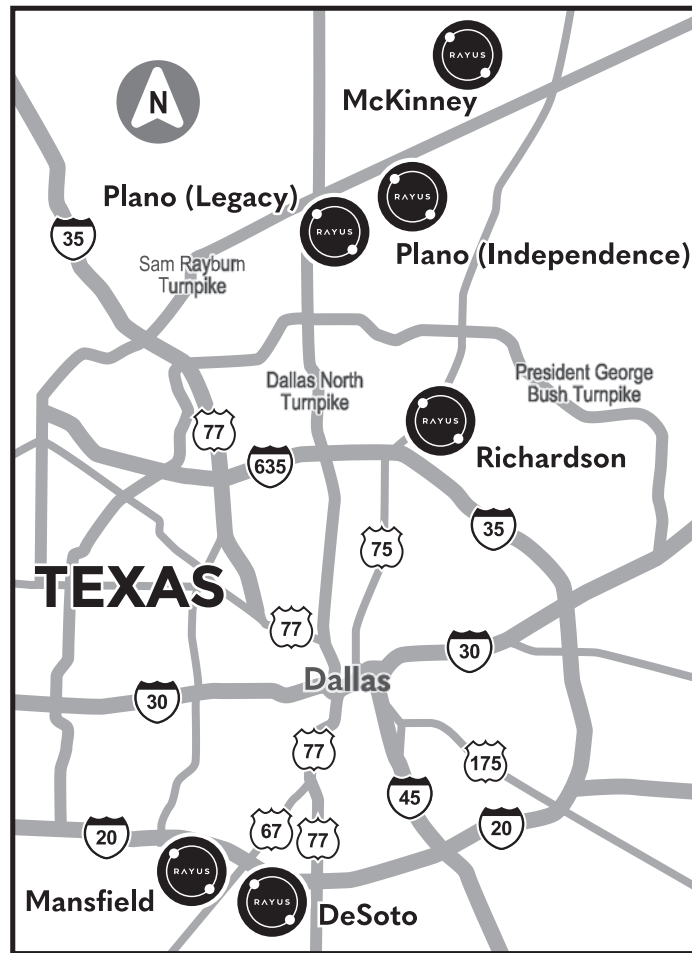 RAYUS
McKinney
N
Plano (Legacy)
RAYUS
RAYUS
Plano (Independence)
35
Sam Rayburn
Turnpike
Dallas North
Turnpike
President George
Bush Turnpike
77
RAYUS
635
Richardson
35
75
TEXAS
77
30
Dallas
30
77
175
45
67
77
20
20
RAYUS
Mansfield
RAYUS
DeSoto